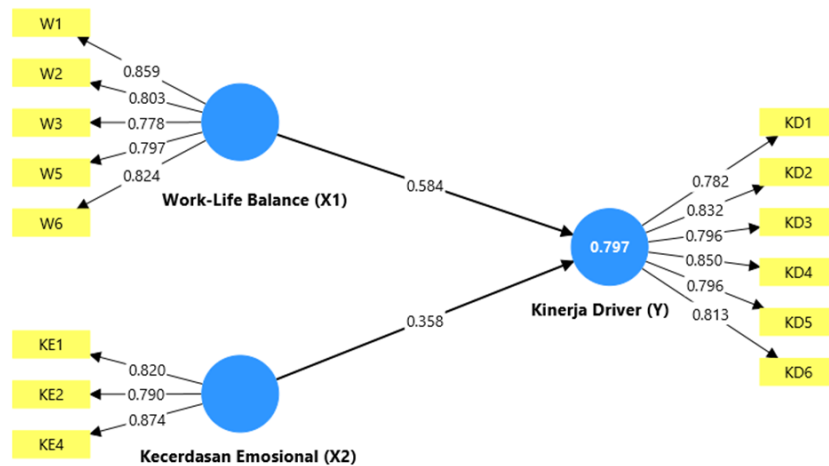 W1
W2
W3
W5
W6
0.859
0.803
0.778
0.797
0.824
Work-Life Balance (X1)
0.584
KE1
KE2
KE4
0.820
0.790
0.874
Kecerdasan Emosional (X2)
0.358
0.797
Kinerja Driver (Y)
0.782
0.832
0.796
0.850
0.796
0.813
KD1
KD2
KD3
KD4
KD5
KD6